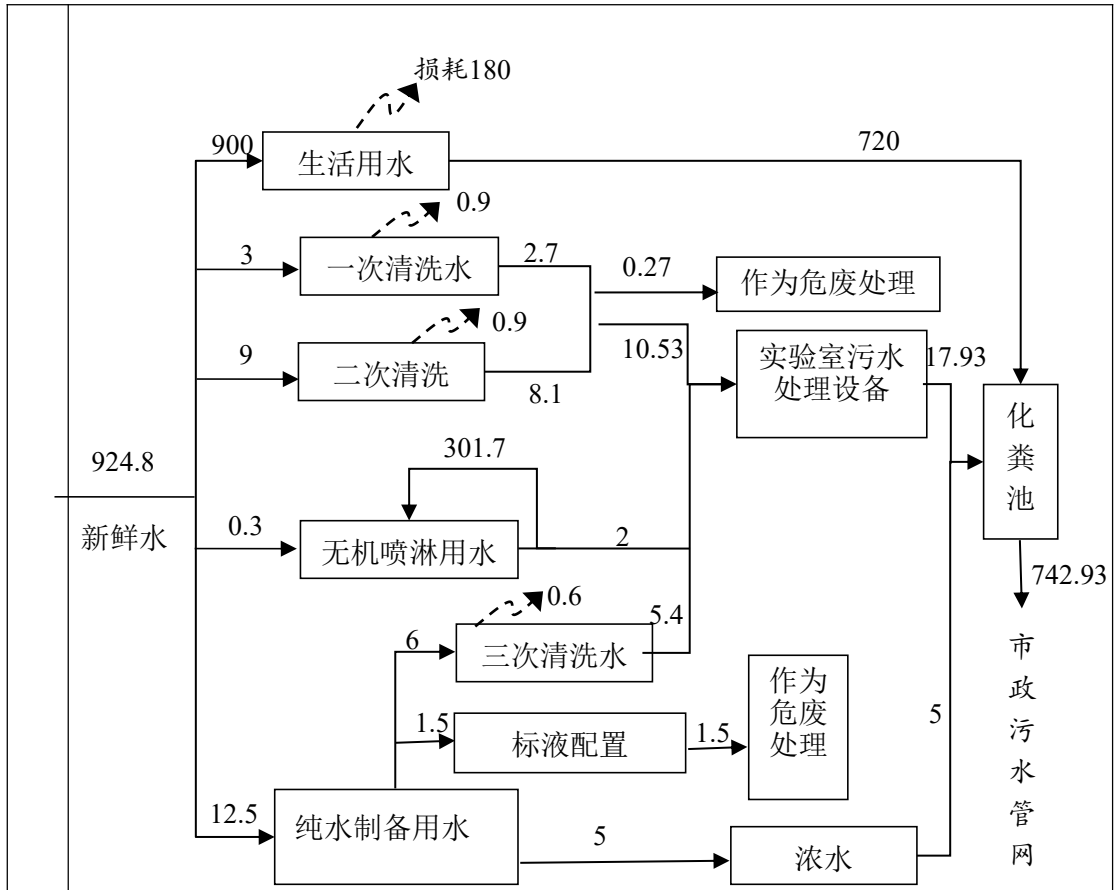 损耗180
900
生活用水
720
0.9
3
一次清洗水
2.7
0.27
作为危废处理
0.9
9
二次清洗
8.1
10.53
实验室污水
处理设备
17.93
化
粪
池
924.8
新鲜水
301.7
0.3
无机喷淋用水
2
742.93
0.6
6
三次清洗水
5.4
市
政
污
水
管
网
作为
危废
处理
1.5
标液配置
1.5
5
12.5
纯水制备用水
5
浓水